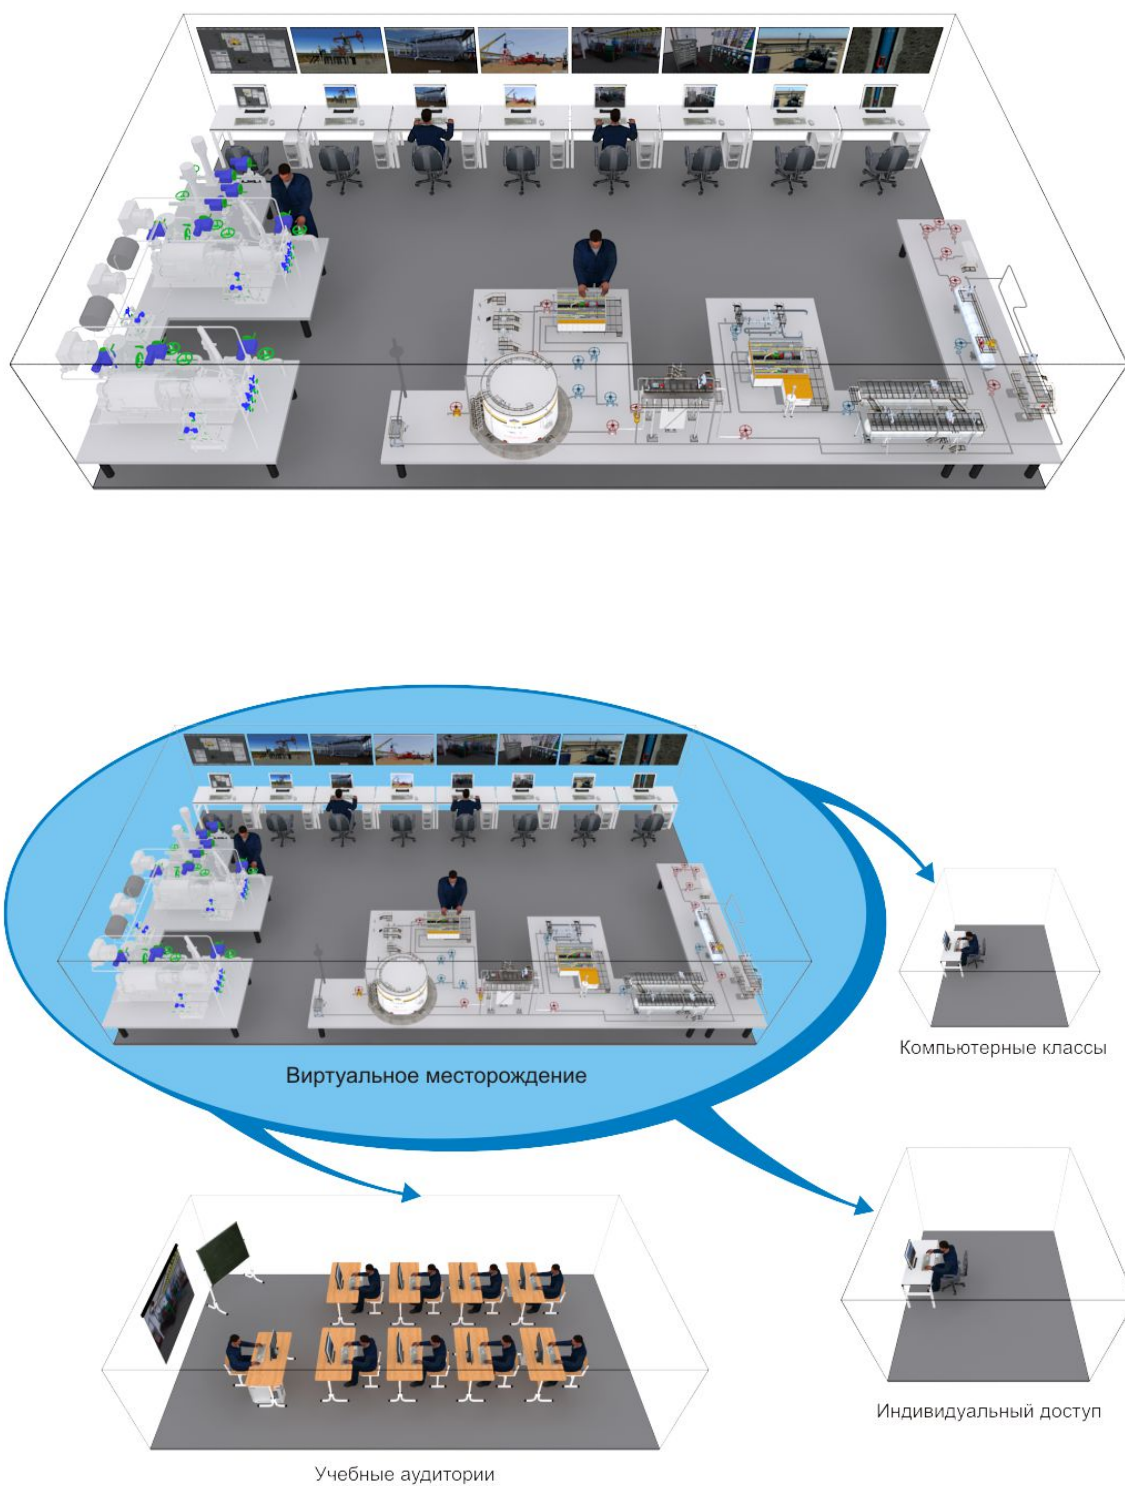 Виртуальное месторождение
Компьютерные классы
Индивидуальный доступ
Учебные аудитории